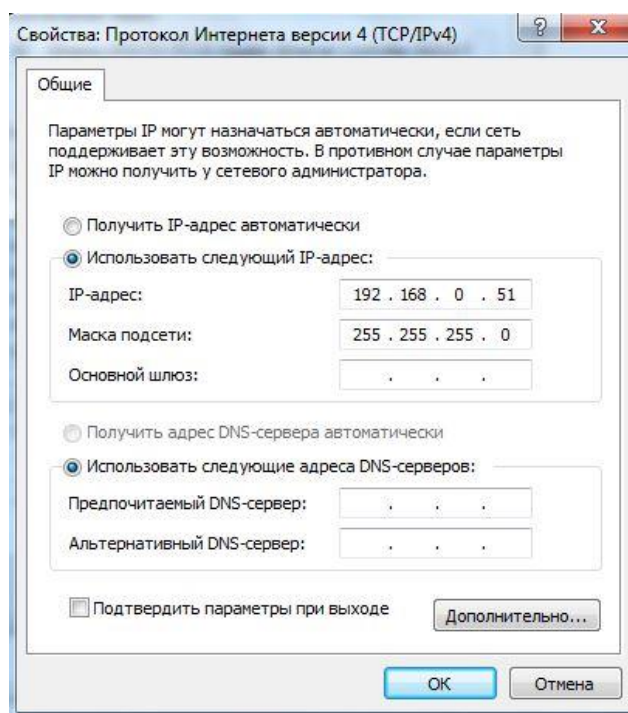 Свойства: Протокол Интернета версии 4 (TCP/IPv4)
Общие
Параметры IP могут назначаться автоматически, если сеть
поддерживает эту возможность. В противном случае параметры
IP можно получить у сетевого администратора.
Получить IP-адрес автоматически
Использовать следующий IP-адрес:
IP-адрес: 192 . 168 . 0 . 51
Маска подсети: 255 . 255 . 255 . 0
Основной шлюз: . . .
Получить адрес DNS-сервера автоматически
Использовать следующие адреса DNS-серверов:
Предпочитаемый DNS-сервер: . . .
Альтернативный DNS-сервер: . . .
Подтвердить параметры при выходе
Дополнительно...
ОК Отмена